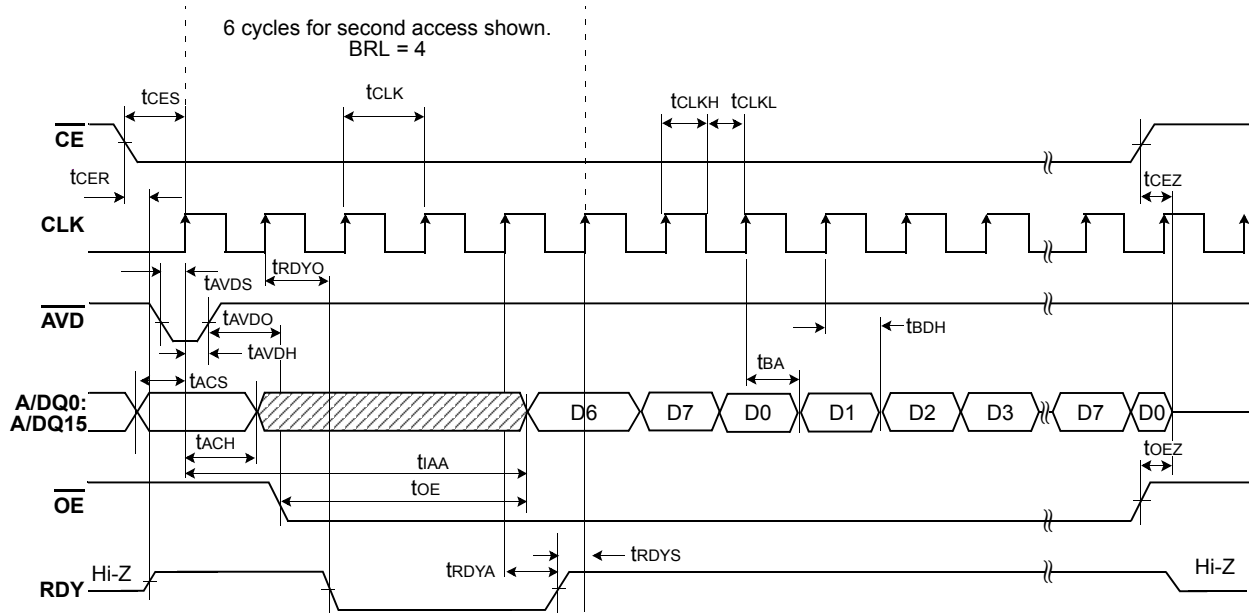 6 cycles for second access shown.
BRL = 4
tCES
tCLK
tCLKH
tCLKL
CE
tCER
tCEZ
CLK
tRDYO
tAVDS
AVD
tAVDO
tBDH
tAVDH
tBA
tACS
A/DQ0:
A/DQ15
D6
D7
D0
D1
D2
D3
D7
D0
tACH
tIAA
tOEZ
tOE
OE
tRDYS
tRDYA
Hi-Z
Hi-Z
RDY